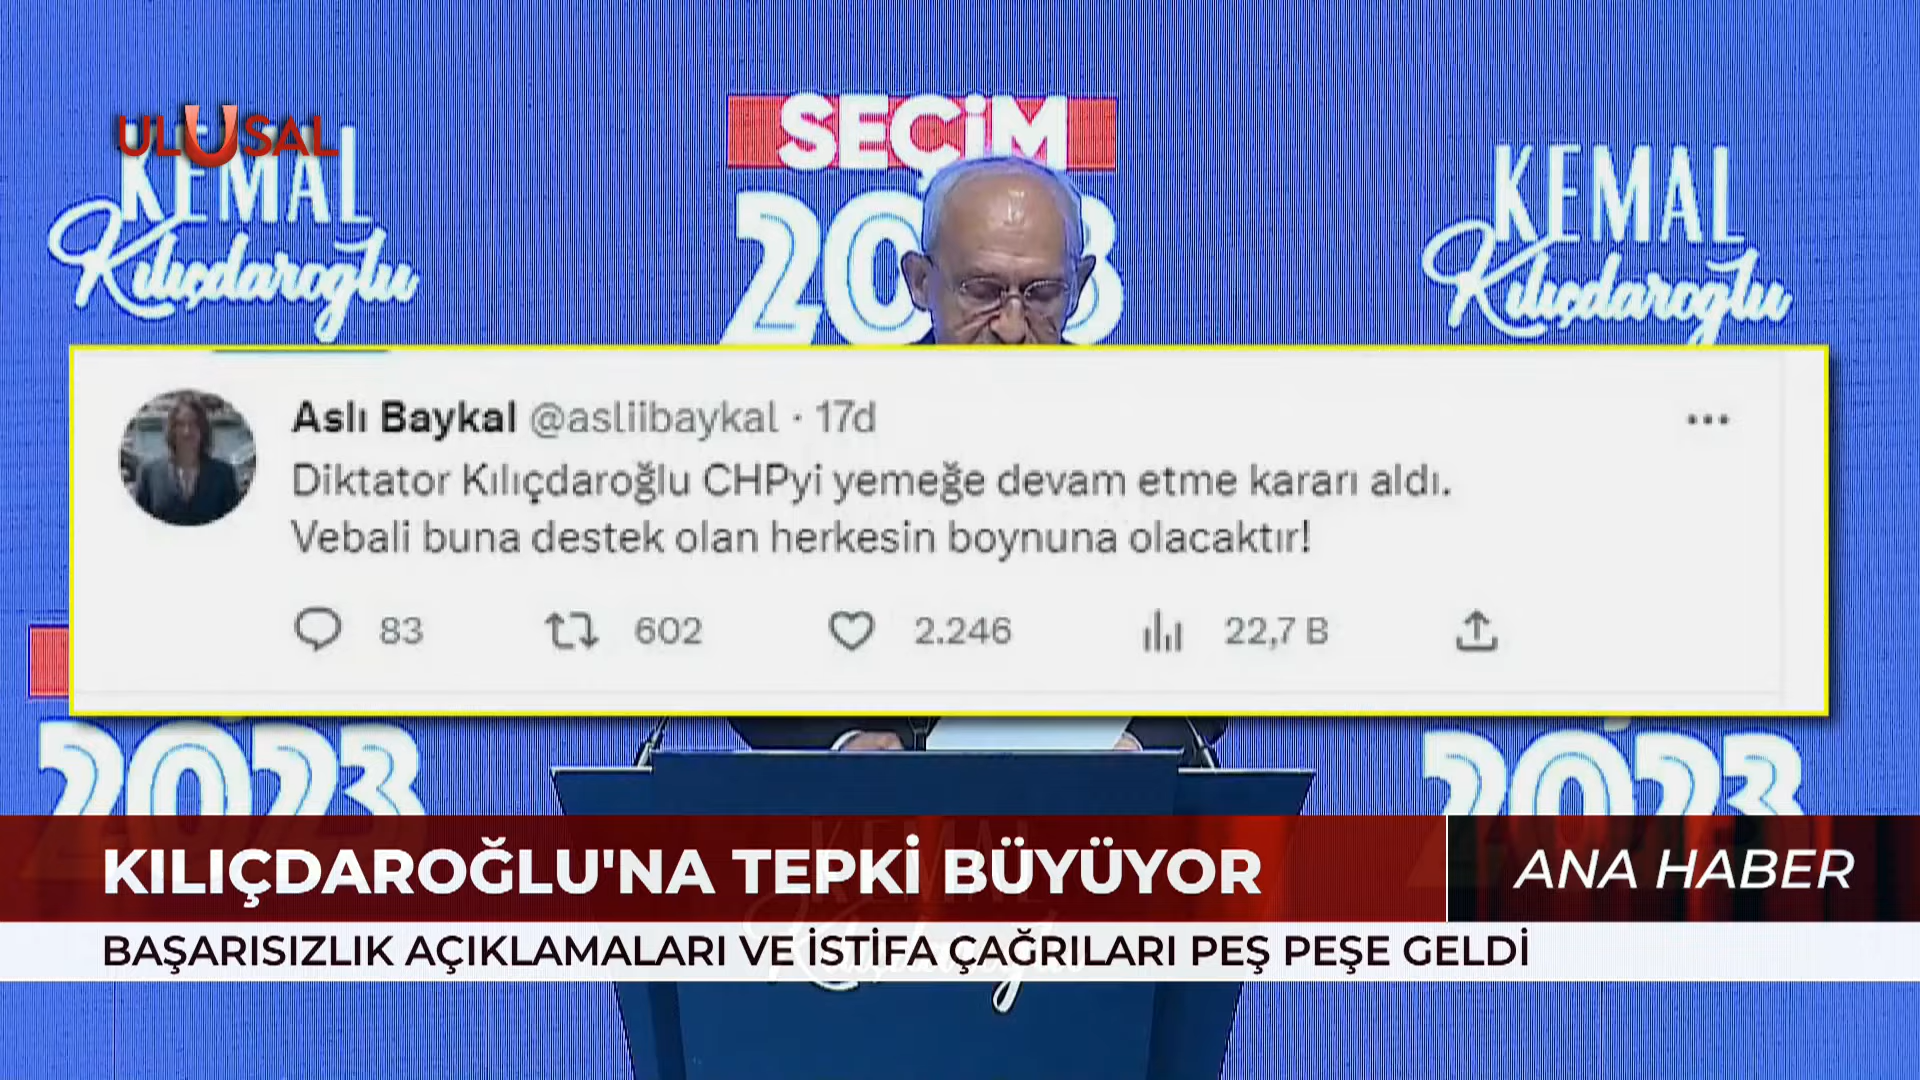 ULUSAL
SEÇİM
2023
KEMAL
Kılıçdaroğlu
KEMAL
Kılıçdaroğlu
Aslı Baykal @asliibaykal · 17d
Diktator Kılıçdaroğlu CHPyi yemeğe devam etme kararı aldı.
Vebali buna destek olan herkesin boynuna olacaktır!
83 602 2.246 22,7 B
2023
2023
KILIÇDAROĞLU'NA TEPKİ BÜYÜYOR
ANA HABER
BAŞARISIZLIK AÇIKLAMALARI VE İSTİFA ÇAĞRILARI PEŞ PEŞE GELDİ